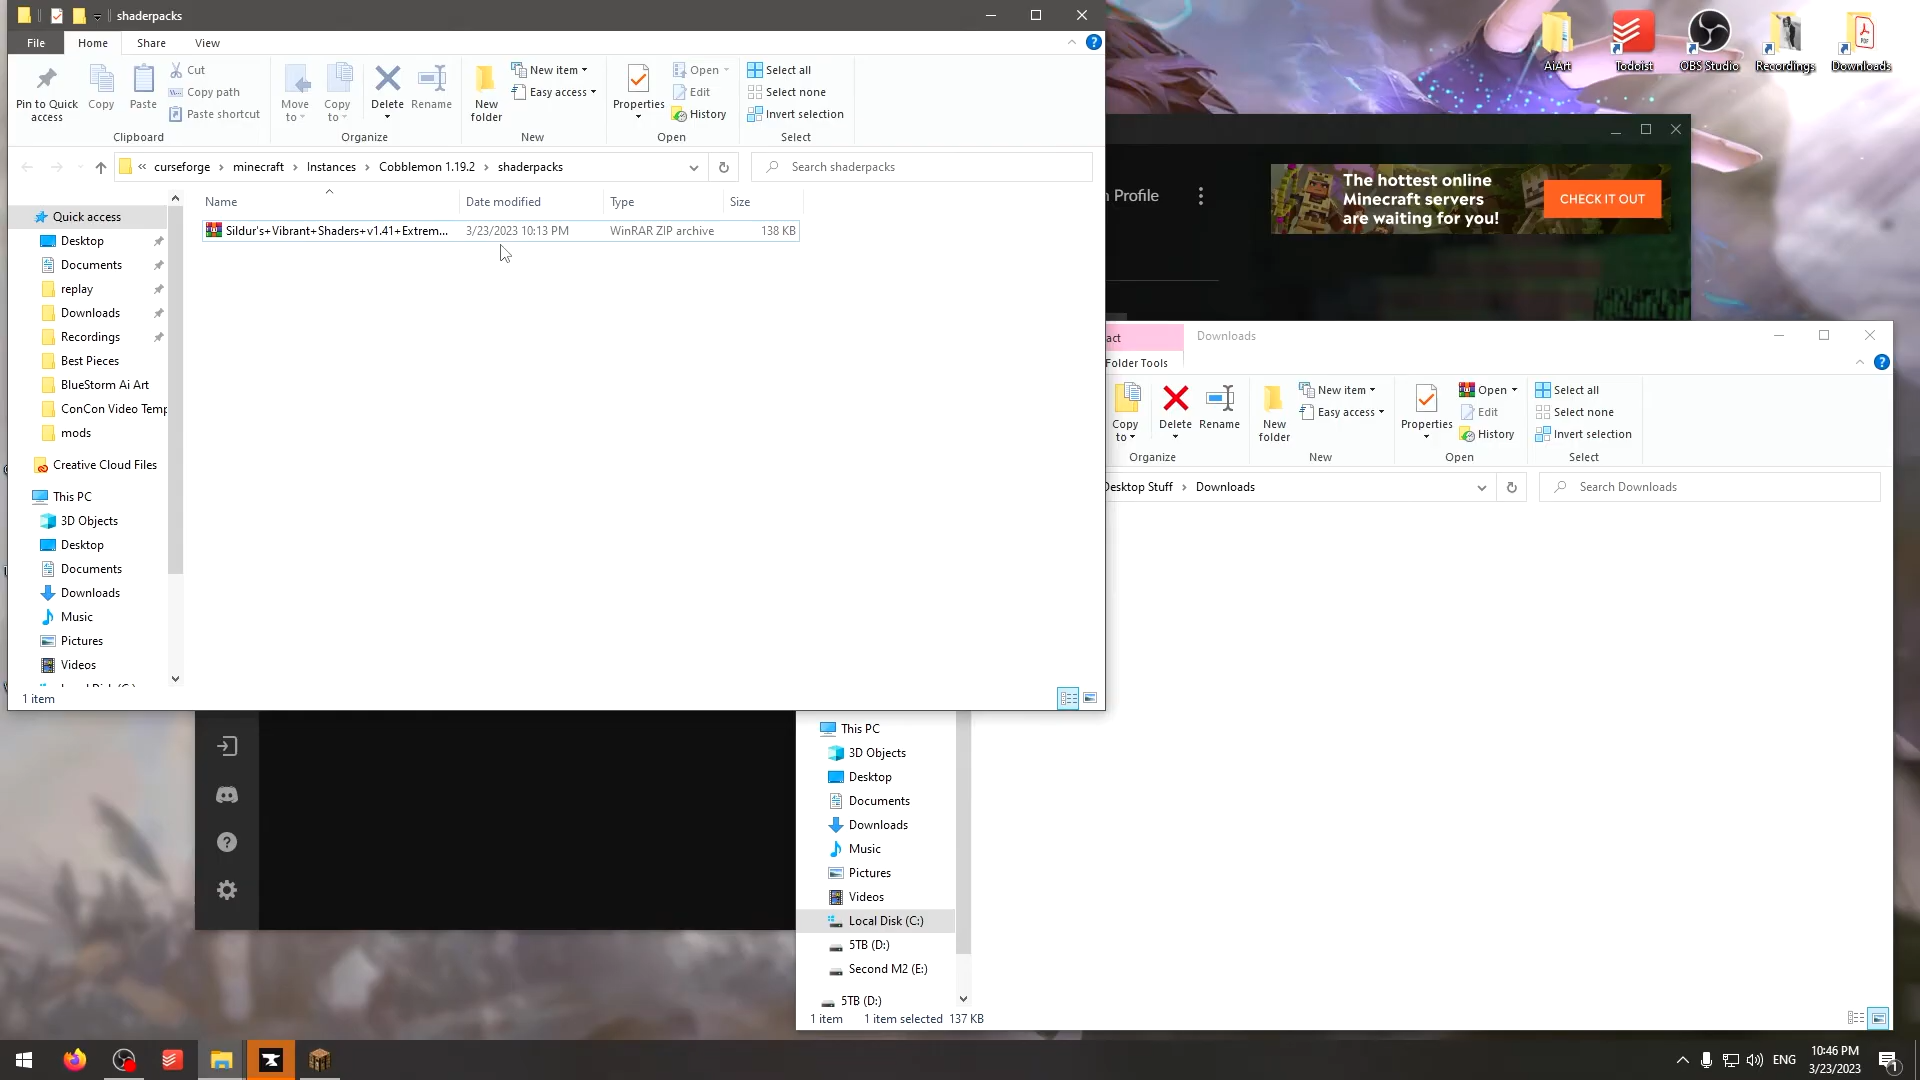 shaderpacks
File
Home
Share
View
Pin to Quick
access
Copy
Paste
Cut
Copy path
Paste shortcut
Clipboard
Move
to
Copy
to
Delete
Rename
Organize
New
folder
New item
Easy access
New
Properties
Open
Edit
History
Open
Select all
Select none
Invert selection
Select
« curseforge › minecraft › Instances › Cobblemon 1.19.2 › shaderpacks
Search shaderpacks
Name
Date modified
Type
Size
Sildur's+Vibrant+Shaders+v1.41+Extrem...
3/23/2023 10:13 PM
WinRAR ZIP archive
138 KB
Quick access
Desktop
Documents
replay
Downloads
Recordings
Best Pieces
BlueStorm Ai Art
ConCon Video Temp
mods
Creative Cloud Files
This PC
3D Objects
Desktop
Documents
Downloads
Music
Pictures
Videos
1 item
AiArt
Todoist
OBS Studio
Recordings
Downloads
n Profile
The hottest online
Minecraft servers
are waiting for you!
CHECK IT OUT
act
Downloads
Folder Tools
Copy
to
Delete
Rename
Organize
New
folder
New item
Easy access
New
Properties
Open
Edit
History
Open
Select all
Select none
Invert selection
Select
Desktop Stuff › Downloads
Search Downloads
This PC
3D Objects
Desktop
Documents
Downloads
Music
Pictures
Videos
Local Disk (C:)
5TB (D:)
Second M2 (E:)
5TB (D:)
1 item
1 item selected 137 KB
ENG
10:46 PM
3/23/2023
1